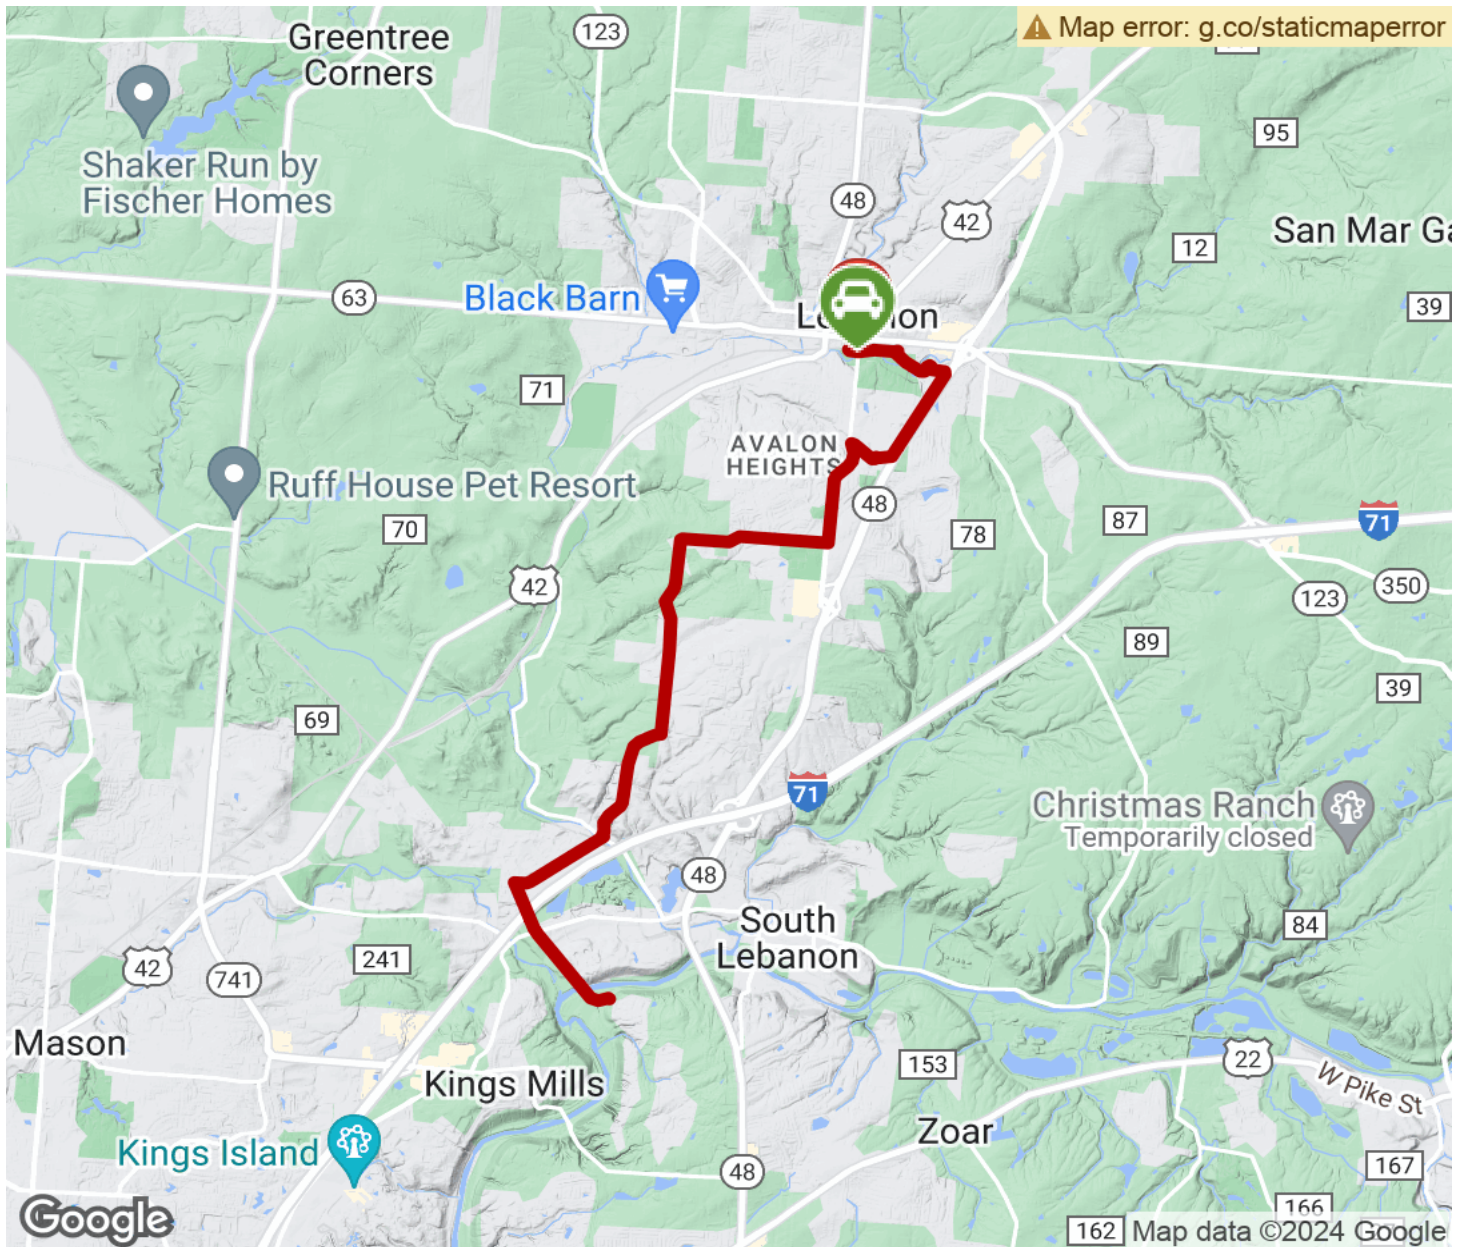 Greentree
Corners
123
Map error: g.co/staticmaperror
95
Shaker Run by
Fischer Homes
48
42
12
San Mar Ga
63
Black Barn
39
71
AVALON
HEIGHTS
Ruff House Pet Resort
70
48
78
87
71
42
350
123
89
69
39
71
Christmas Ranch
Temporarily closed
48
South
Lebanon
84
42
241
741
Mason
153
22
Kings Mills
W Pike St
Zoar
Kings Island
48
167
166
Google
162
Map data ©2024 Google